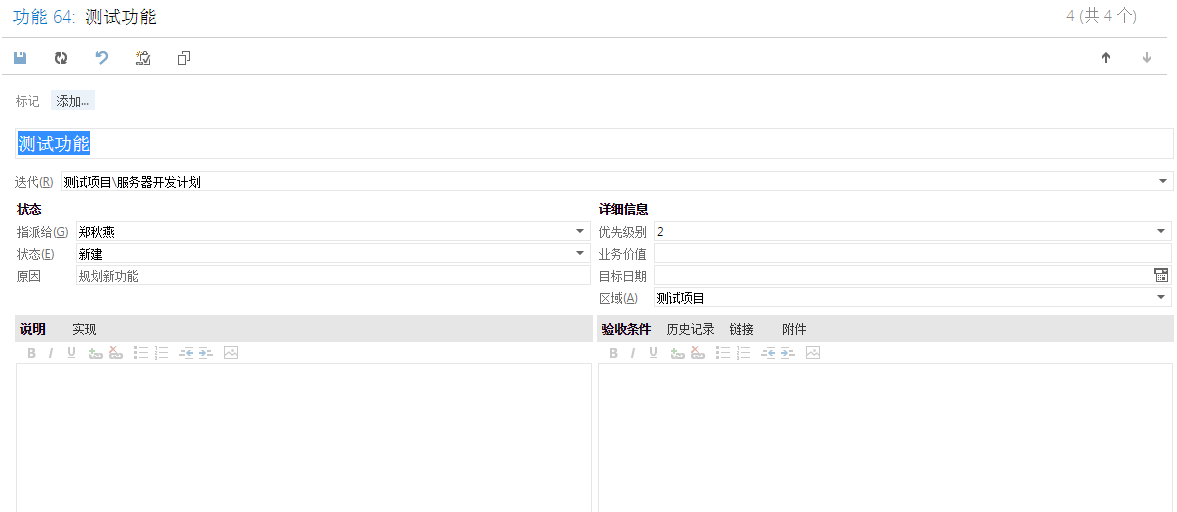 功能 64: 测试功能 4 (共 4 个)
标记 添加...
测试功能
迭代(R) 测试项目\服务器开发计划
状态 详细信息
指派给(G) 郑秋燕 优先级别 2
状态(E) 新建 业务价值
原因 规划新功能 目标日期
区域(A) 测试项目
说明 实现 验收条件 历史记录 链接 附件
B I U B I U